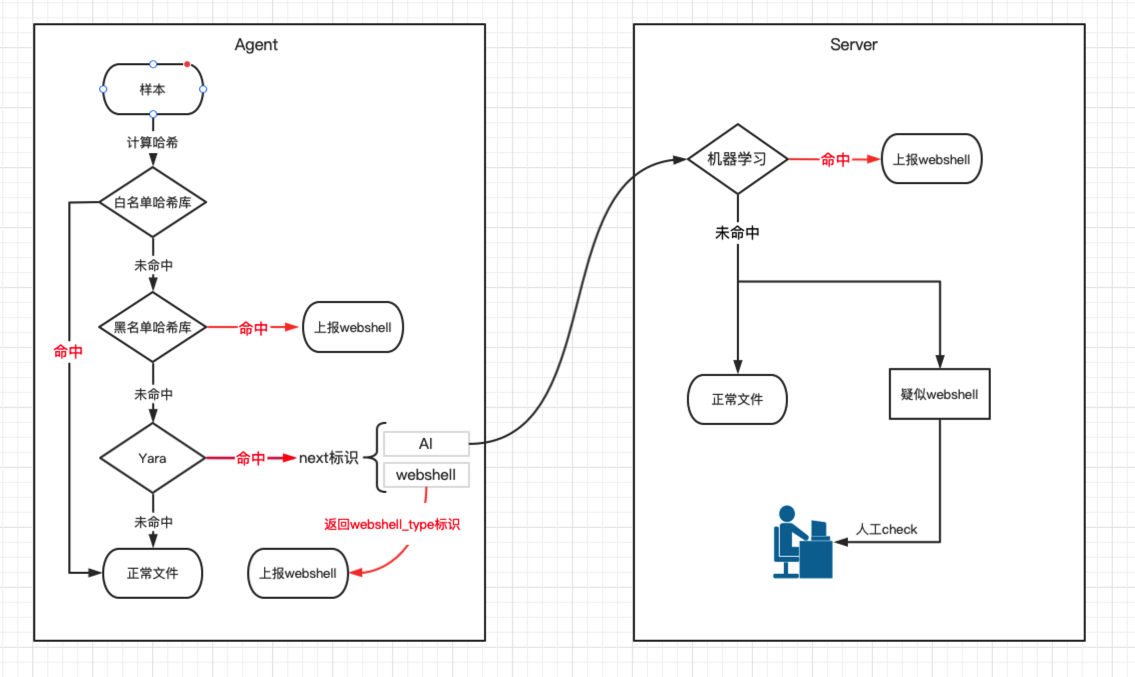 Agent
样本
计算哈希
白名单哈希库
未命中
黑名单哈希库
命中
上报webshell
命中
未命中
Yara
命中
next标识
AI
webshell
未命中
返回webshell_type标识
正常文件
上报webshell
Server
机器学习
命中
上报webshell
未命中
正常文件
疑似webshell
人工check